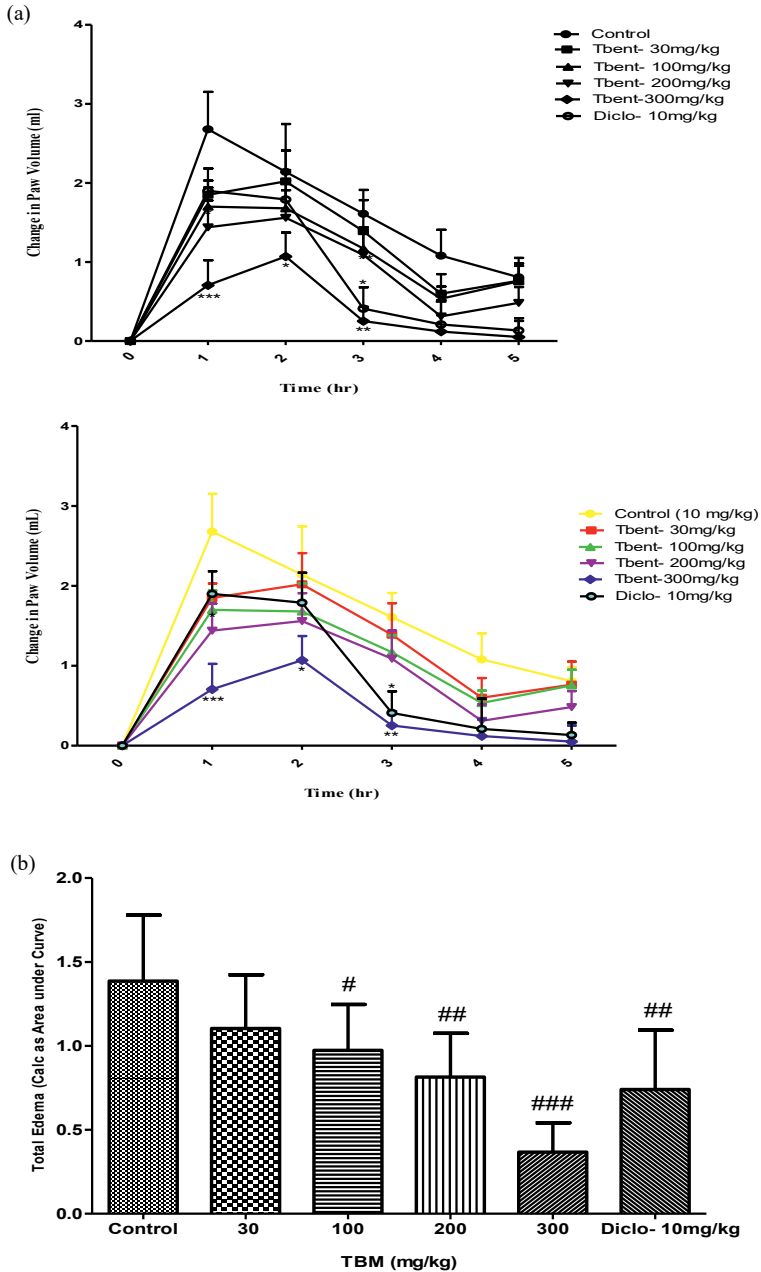 (a)
4
3
2
1
0
Change in Paw Volume (ml)
Control
Tbent- 30mg/kg
Tbent- 100mg/kg
Tbent- 200mg/kg
Tbent-300mg/kg
Diclo- 10mg/kg
***
*
**
*
**
0
1
2
3
4
5
Time (hr)
4
3
2
1
0
Change in Paw Volume (mL)
Control (10 mg/kg)
Tbent- 30mg/kg
Tbent- 100mg/kg
Tbent- 200mg/kg
Tbent-300mg/kg
Diclo- 10mg/kg
*
***
*
*
*
**
0
1
2
3
4
5
Time (hr)
(b)
2.0
1.5
1.0
0.5
0.0
Total Edema (Calc as Area under Curve)
#
##
###
##
Control
30
100
200
300
Diclo- 10mg/kg
TBM (mg/kg)